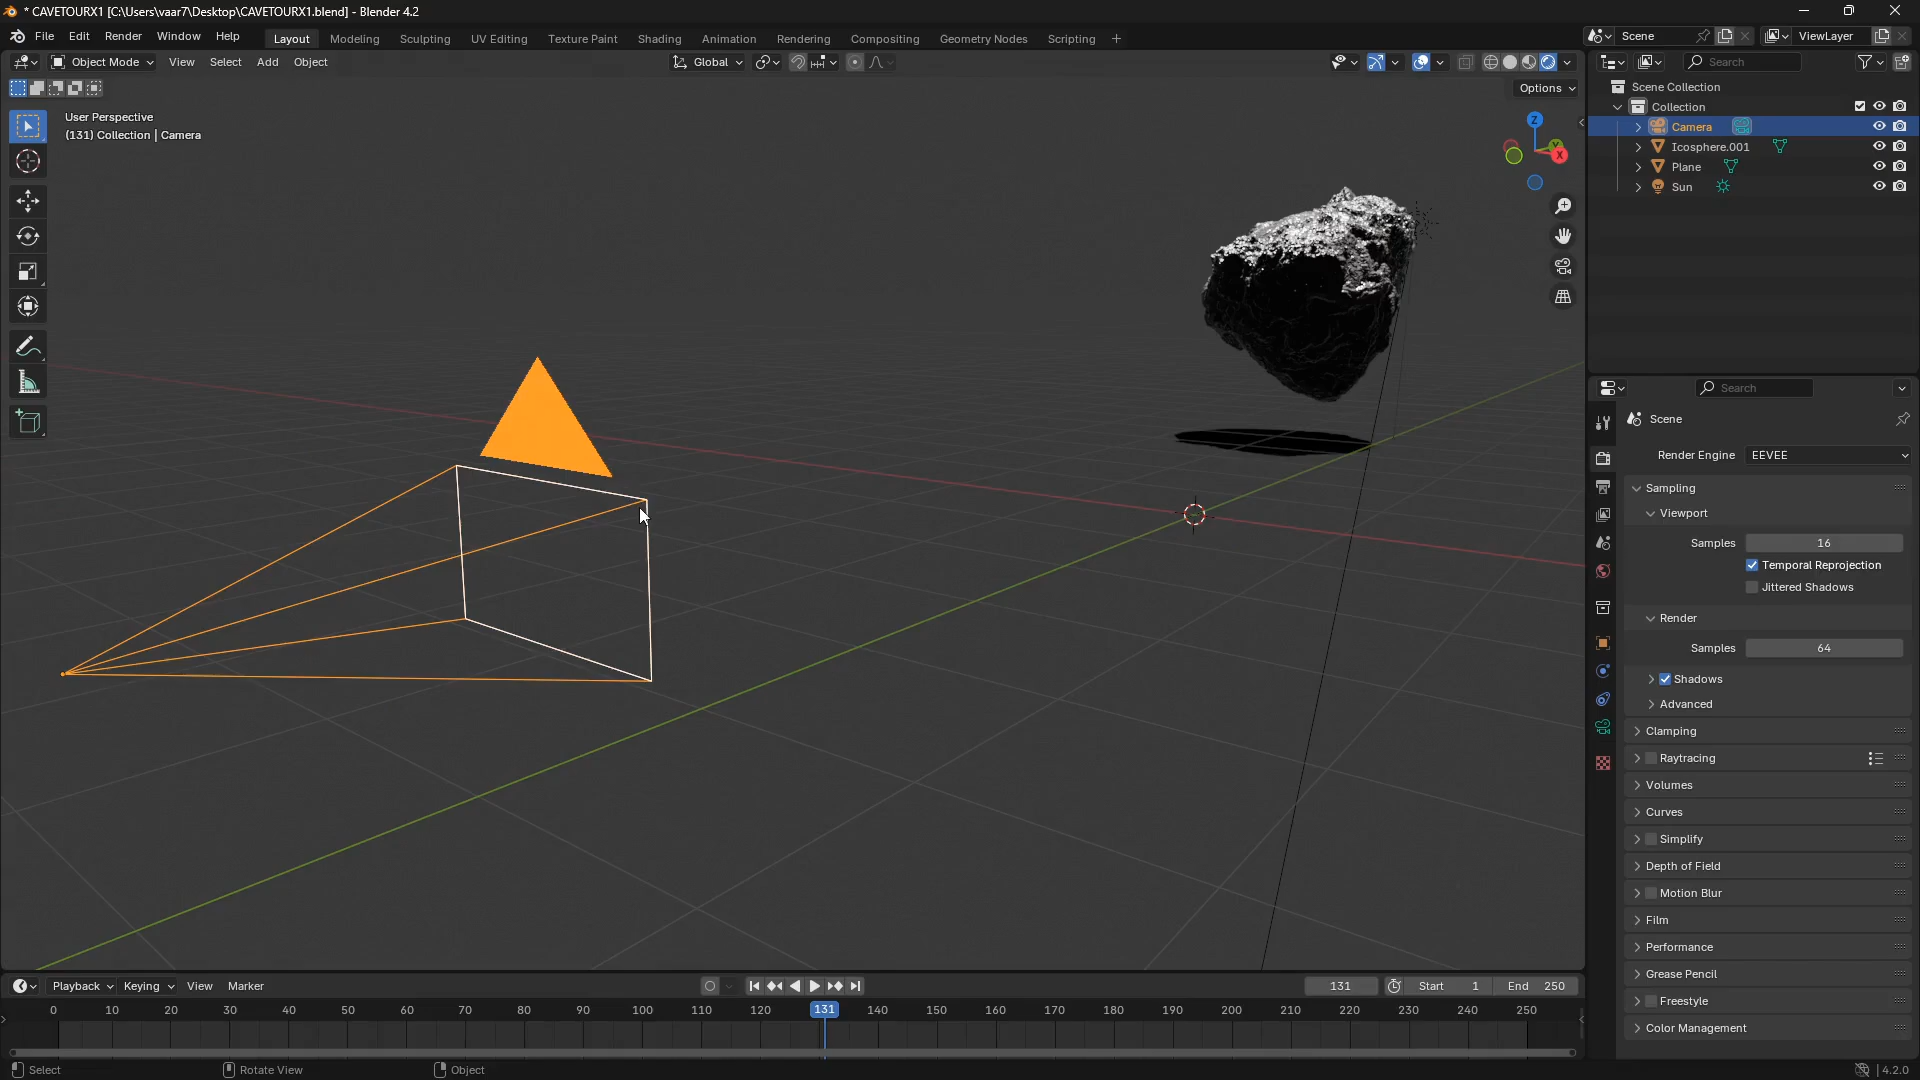 * CAVETOURX1 [C:\Users\vaar7\Desktop\CAVETOURX1.blend] - Blender 4.2
File Edit Render Window Help Layout Modeling Sculpting UV Editing Texture Paint Shading Animation Rendering Compositing Geometry Nodes Scripting + Scene ViewLayer
Object Mode View Select Add Object Global Search
Options
User Perspective
(131) Collection | Camera
Z
Y
X
Scene Collection
Collection
Camera
Icosphere.001
Plane
Sun
Search
Scene
Render Engine EEVEE
Sampling
Viewport
Samples 16
Temporal Reprojection
Jittered Shadows
Render
Samples 64
Shadows
Advanced
Clamping
Raytracing
Volumes
Curves
Simplify
Depth of Field
Motion Blur
Film
Performance
Grease Pencil
Freestyle
Color Management
Playback Keying View Marker 131 Start 1 End 250
0 10 20 30 40 50 60 70 80 90 100 110 120 131 140 150 160 170 180 190 200 210 220 230 240 250
Select Rotate View Object 4.2.0